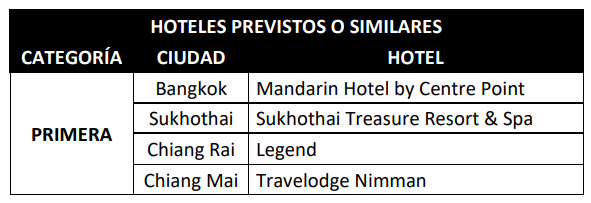 HOTELES PREVISTOS O SIMILARES
CATEGORÍA CIUDAD HOTEL
PRIMERA
Bangkok Mandarin Hotel by Centre Point
Sukhothai Sukhothai Treasure Resort & Spa
Chiang Rai Legend
Chiang Mai Travelodge Nimman